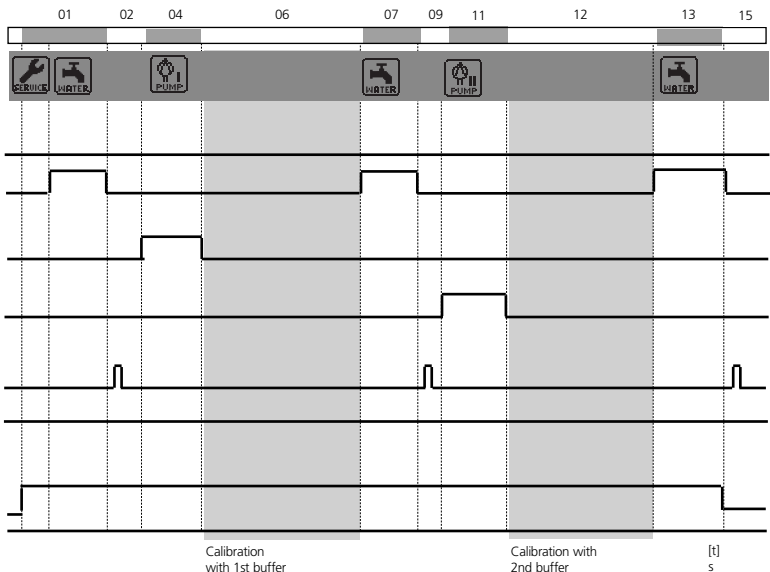 01 02 04 06 07 09 11 12 13 15
SERVICE WATER PUMP I WATER PUMP II WATER
Calibration with 1st buffer
Calibration with 2nd buffer
[t] s